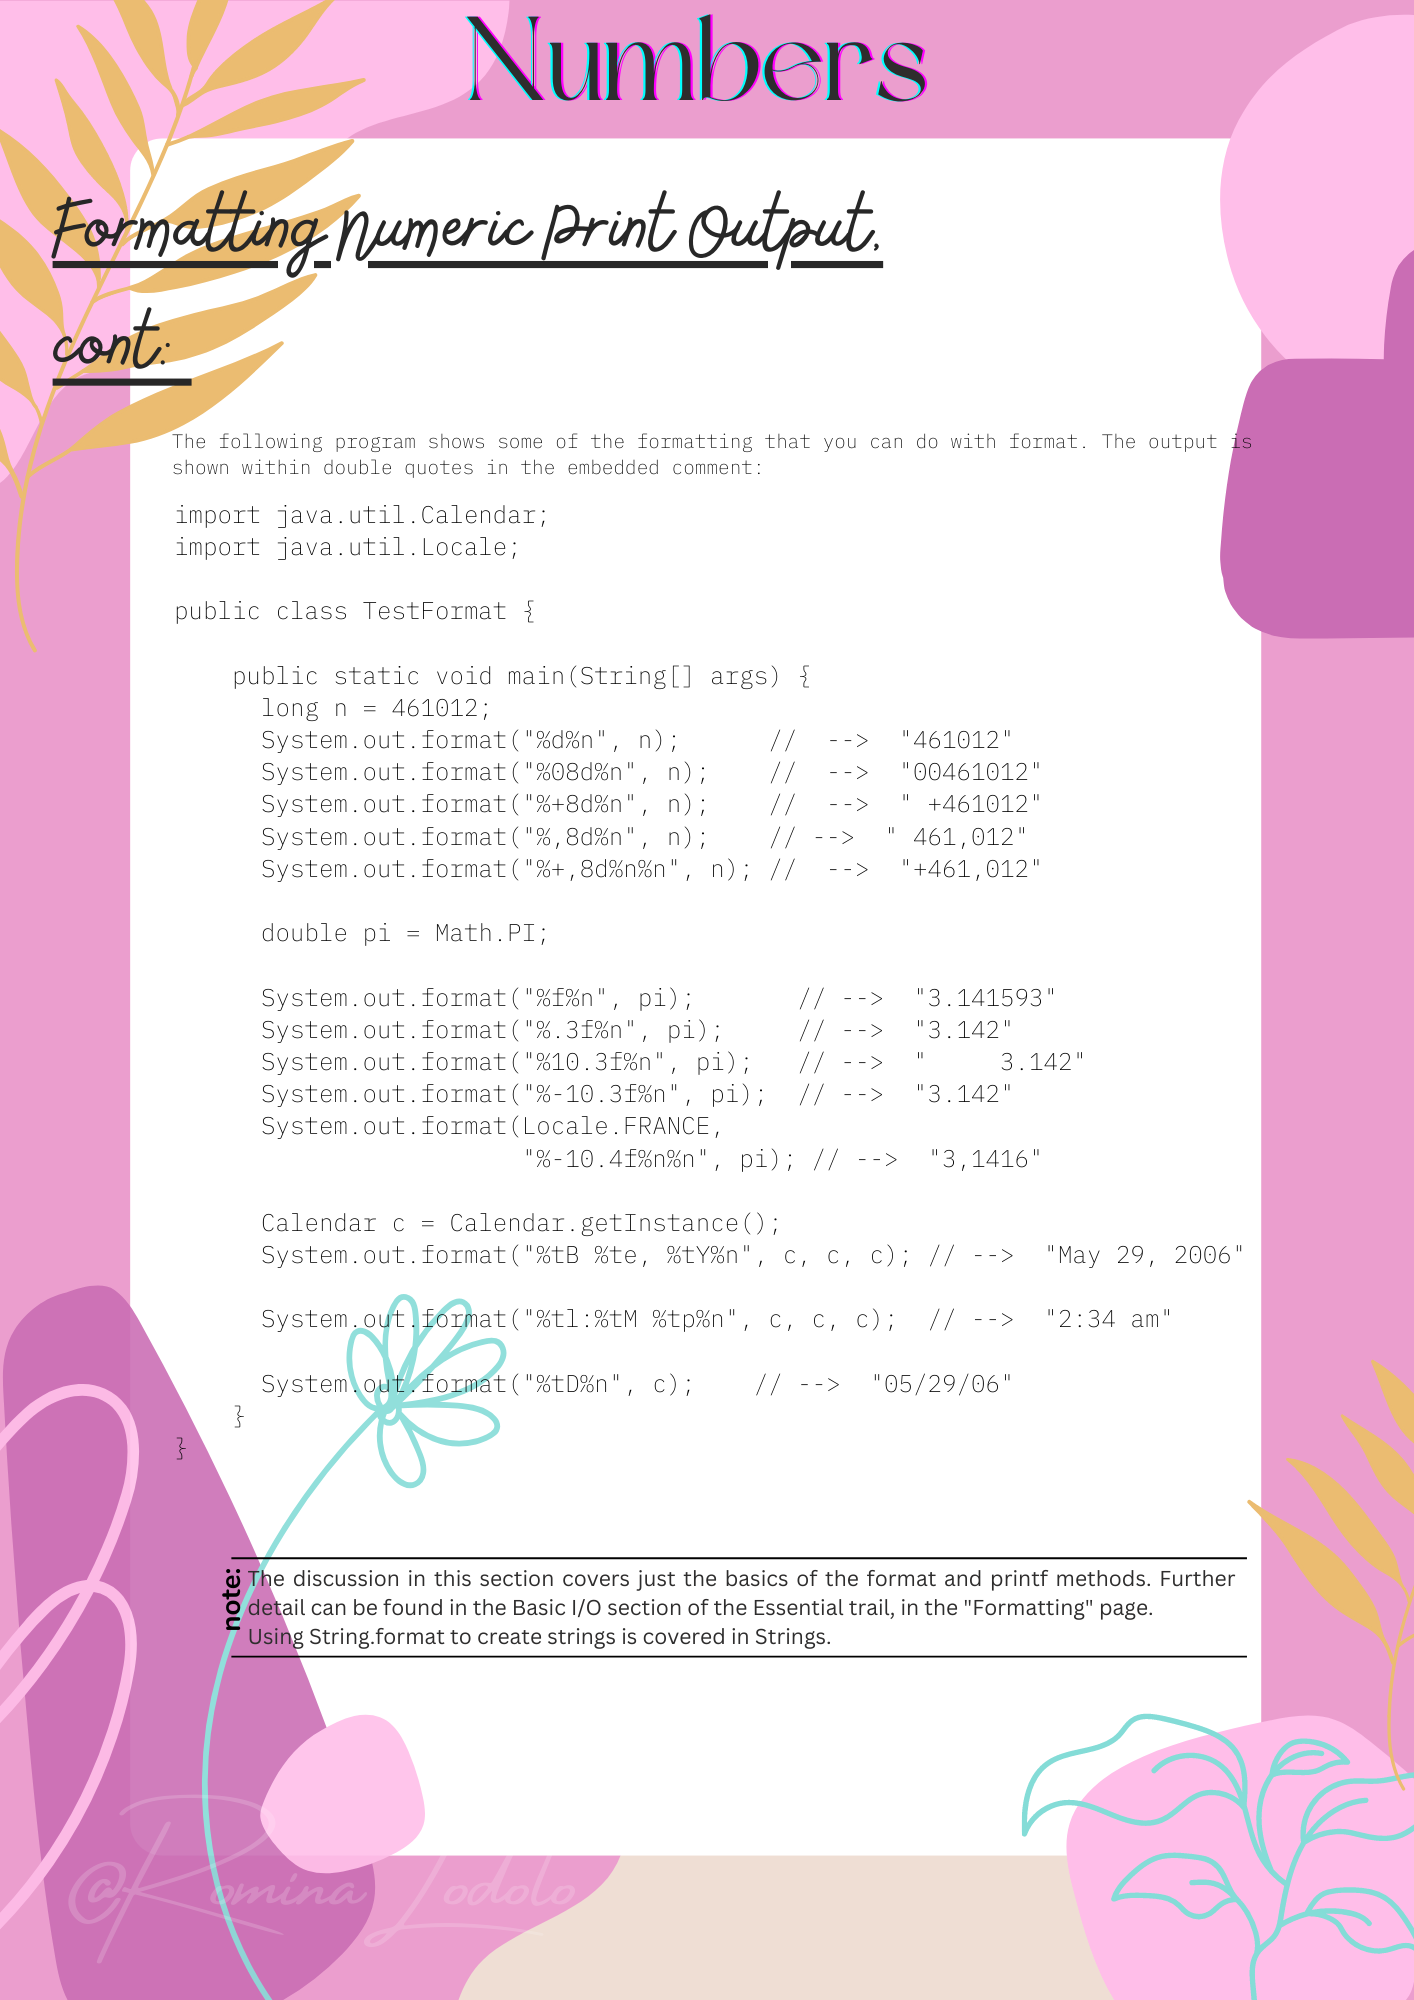 Numbers
Formatting Numeric Print Output,
cont:
The following program shows some of the formatting that you can do with format. The output is
shown within double quotes in the embedded comment:
import java.util.Calendar;
import java.util.Locale;
public class TestFormat {
    public static void main(String[] args) {
      long n = 461012;
      System.out.format("%d%n", n);      //  -->  "461012"
      System.out.format("%08d%n", n);    //  -->  "00461012"
      System.out.format("%+8d%n", n);    //  -->  " +461012"
      System.out.format("%,8d%n", n);    // -->  " 461,012"
      System.out.format("%+,8d%n%n", n); //  -->  "+461,012"
      double pi = Math.PI;
      System.out.format("%f%n", pi);       // -->  "3.141593"
      System.out.format("%.3f%n", pi);     // -->  "3.142"
      System.out.format("%10.3f%n", pi);   // -->  "     3.142"
      System.out.format("%-10.3f%n", pi);  // -->  "3.142"
      System.out.format(Locale.FRANCE,
                        "%-10.4f%n%n", pi); // -->  "3,1416"
      Calendar c = Calendar.getInstance();
      System.out.format("%tB %te, %tY%n", c, c, c); // -->  "May 29, 2006"
      System.out.format("%tl:%tM %tp%n", c, c, c);  // -->  "2:34 am"
      System.out.format("%tD%n", c);    // -->  "05/29/06"
    }
}
note:
The discussion in this section covers just the basics of the format and printf methods. Further
detail can be found in the Basic I/O section of the Essential trail, in the "Formatting" page.
Using String.format to create strings is covered in Strings.
@Romina Lodolo